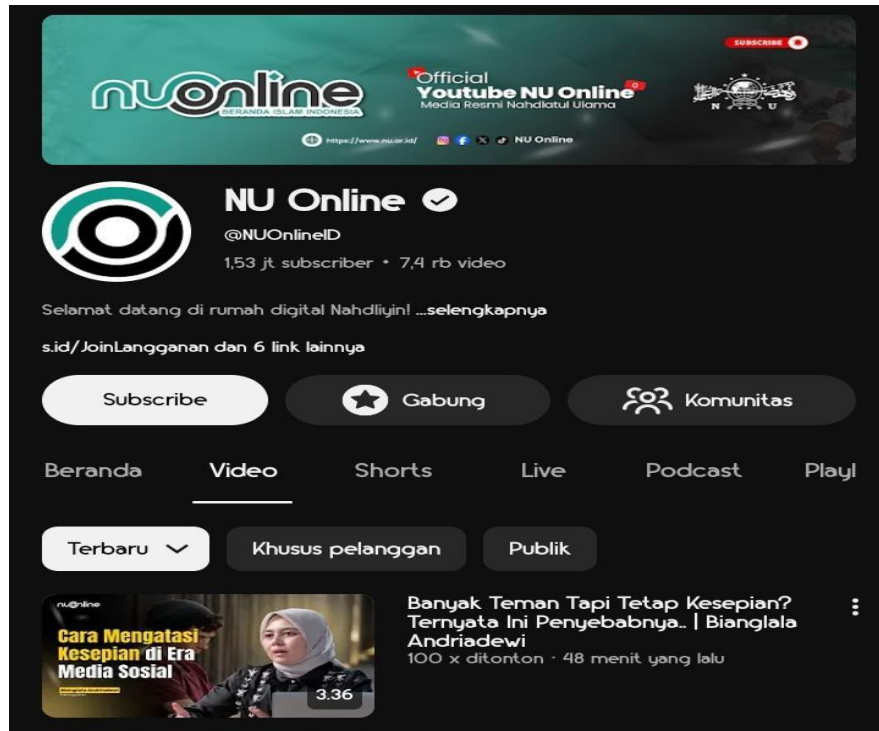 SUBSCRIBE
nuonline
BERANDA ISLAM INDONESIA
Official
Youtube NU Online
Media Resmi Nahdlatul Ulama
N U
https://www.nu.or.id/ NU Online
NU Online
@NUOnlineID
1,53 jt subscriber • 7,4 rb video
Selamat datang di rumah digital Nahdliyin! ...selengkapnya
s.id/JoinLangganan dan 6 link lainnya
Subscribe Gabung Komunitas
Beranda Video Shorts Live Podcast Playl
Terbaru Khusus pelanggan Publik
nuonline
Cara Mengatasi
Kesepian di Era
Media Sosial
3.36
Banyak Teman Tapi Tetap Kesepian?
Ternyata Ini Penyebabnya.. | Bianglala
Andriadewi
100 x ditonton · 48 menit yang lalu